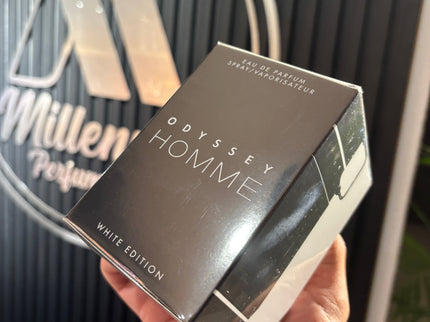 EAU DE PARFUM
SPRAY/VAPORISATEUR
ODYSSEY
HOMME
WHITE EDITION